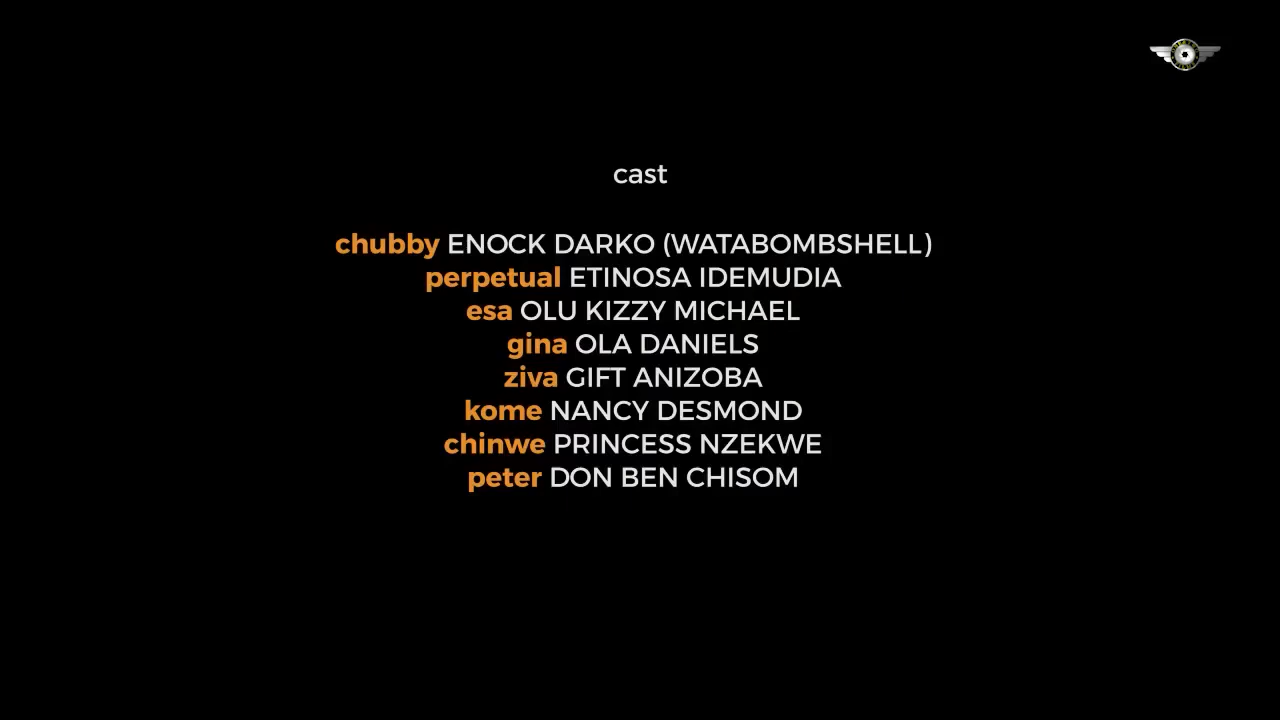 cast
chubby ENOCK DARKO (WATABOMBSHELL)
perpetual ETINOSA IDEMUDIA
esa OLU KIZZY MICHAEL
gina OLA DANIELS
ziva GIFT ANIZOBA
kome NANCY DESMOND
chinwe PRINCESS NZEKWE
peter DON BEN CHISOM